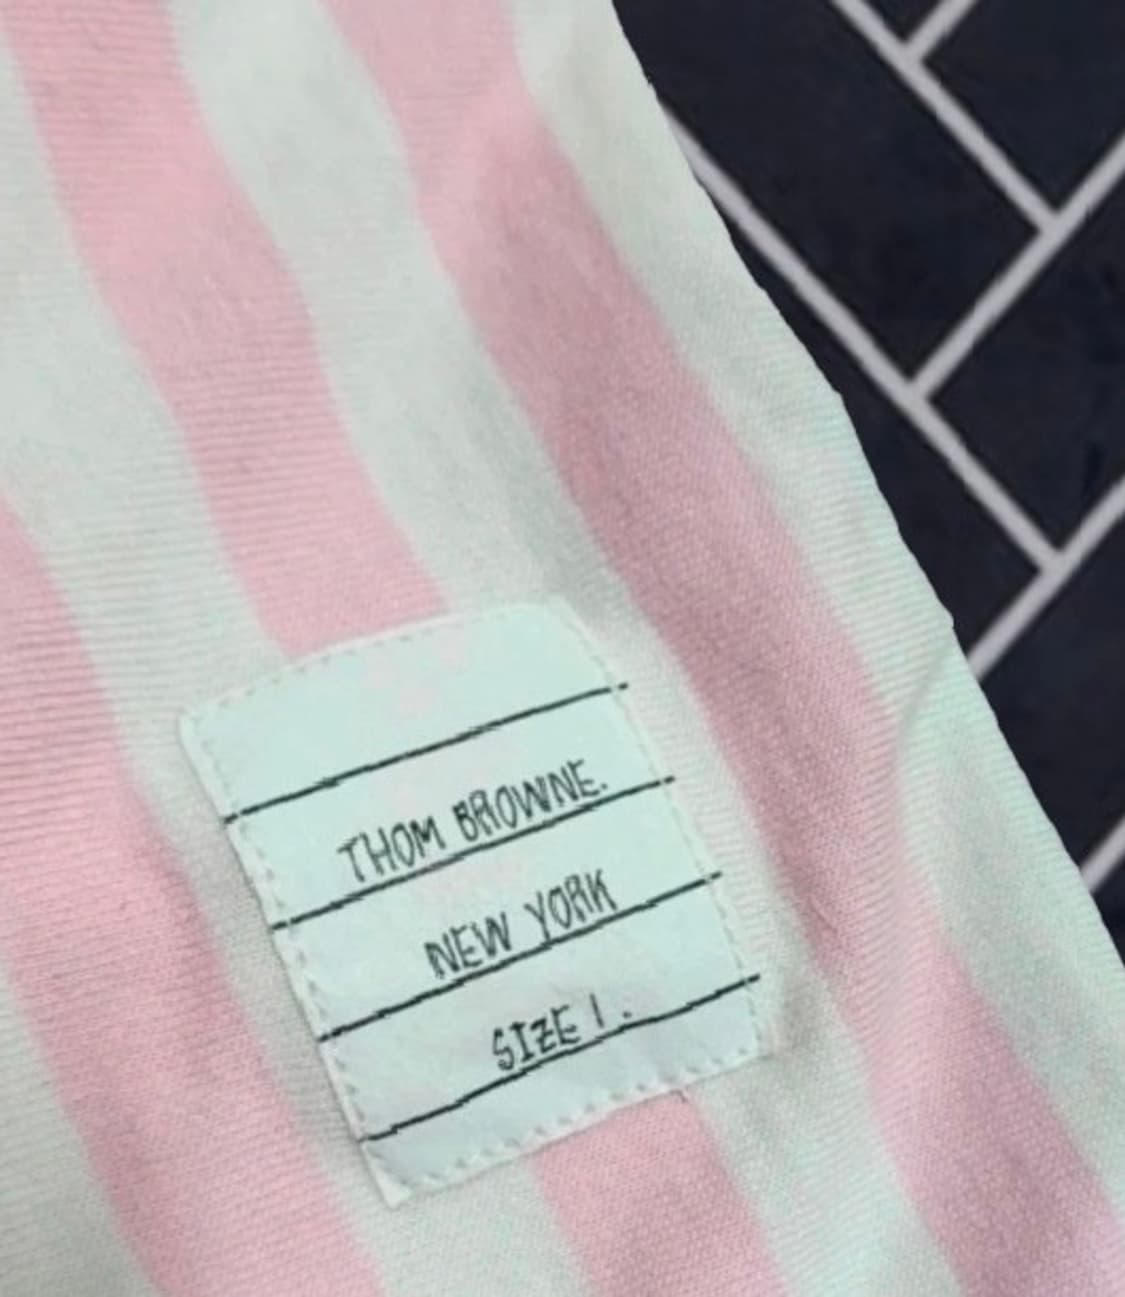 THOM BROWNE.
NEW YORK
SIZE 1.